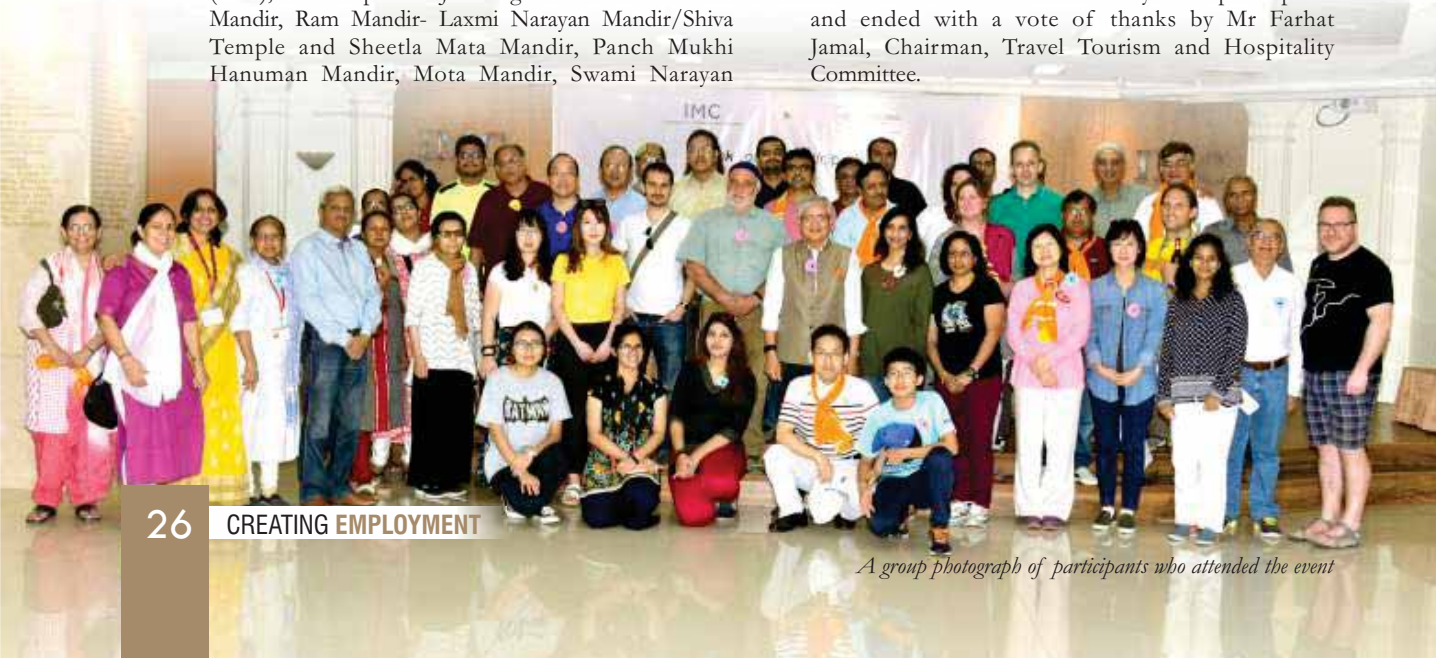 Mandir, Ram Mandir- Laxmi Narayan Mandir/Shiva
Temple and Sheetla Mata Mandir, Panch Mukhi
Hanuman Mandir, Mota Mandir, Swami Narayan
and ended with a vote of thanks by Mr Farhat
Jamal, Chairman, Travel Tourism and Hospitality
Committee.
IMC
26
CREATING EMPLOYMENT
A group photograph of participants who attended the event